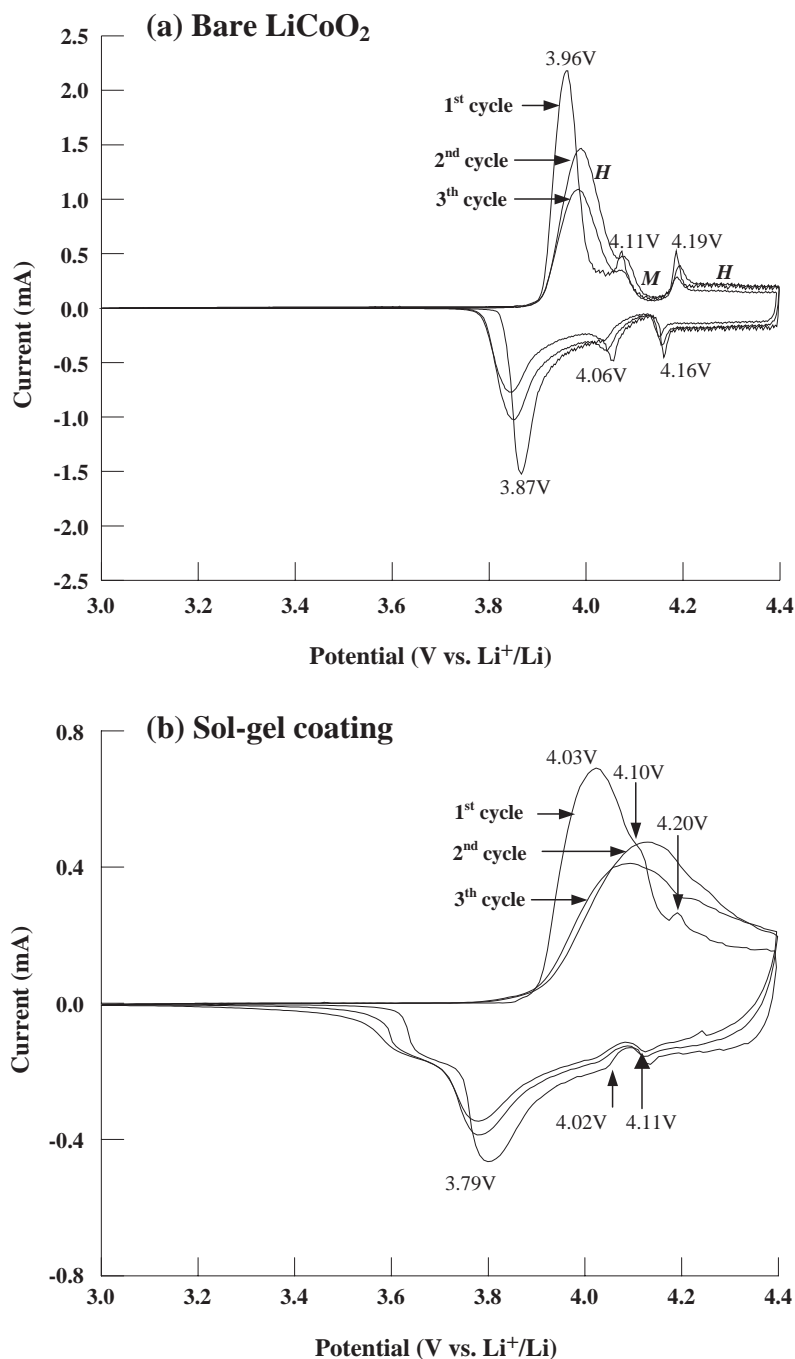 (a) Bare LiCoO₂
2.5
2.0
1.5
1.0
0.5
0.0
-0.5
-1.0
-1.5
-2.0
-2.5
Current (mA)
3.96V
1st cycle
2nd cycle
H
3th cycle
4.11V
4.19V
M
H
4.06V
4.16V
3.87V
3.0 3.2 3.4 3.6 3.8 4.0 4.2 4.4
Potential (V vs. Li⁺/Li)
(b) Sol-gel coating
0.8
0.4
0.0
-0.4
-0.8
Current (mA)
4.03V
4.10V
1st cycle
4.20V
2nd cycle
3th cycle
4.02V
4.11V
3.79V
3.0 3.2 3.4 3.6 3.8 4.0 4.2 4.4
Potential (V vs. Li⁺/Li)